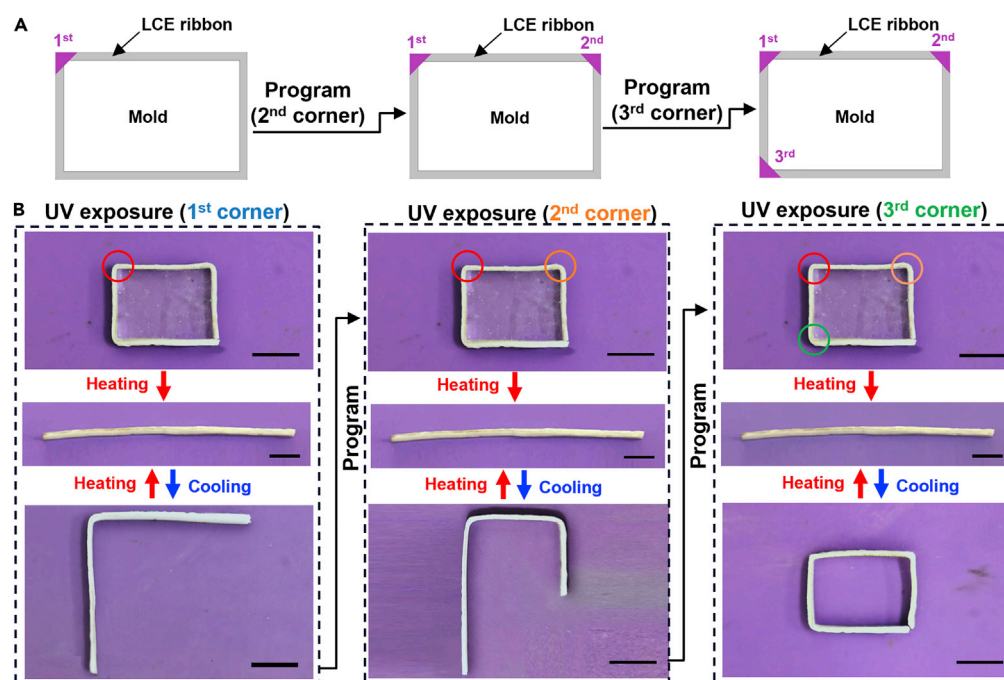 A
1st
LCE ribbon
Mold
Program
(2nd corner)
1st
LCE ribbon
2nd
Mold
Program
(3rd corner)
1st
LCE ribbon
2nd
Mold
3rd
B
UV exposure (1st corner)
Heating
Heating
Cooling
Program
UV exposure (2nd corner)
Heating
Heating
Cooling
Program
UV exposure (3rd corner)
Heating
Heating
Cooling